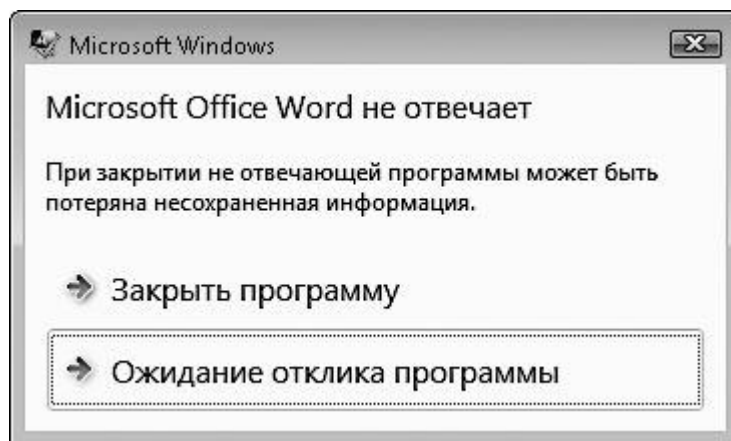 Microsoft Windows
Microsoft Office Word не отвечает
При закрытии не отвечающей программы может быть
потеряна несохраненная информация.
Закрыть программу
Ожидание отклика программы